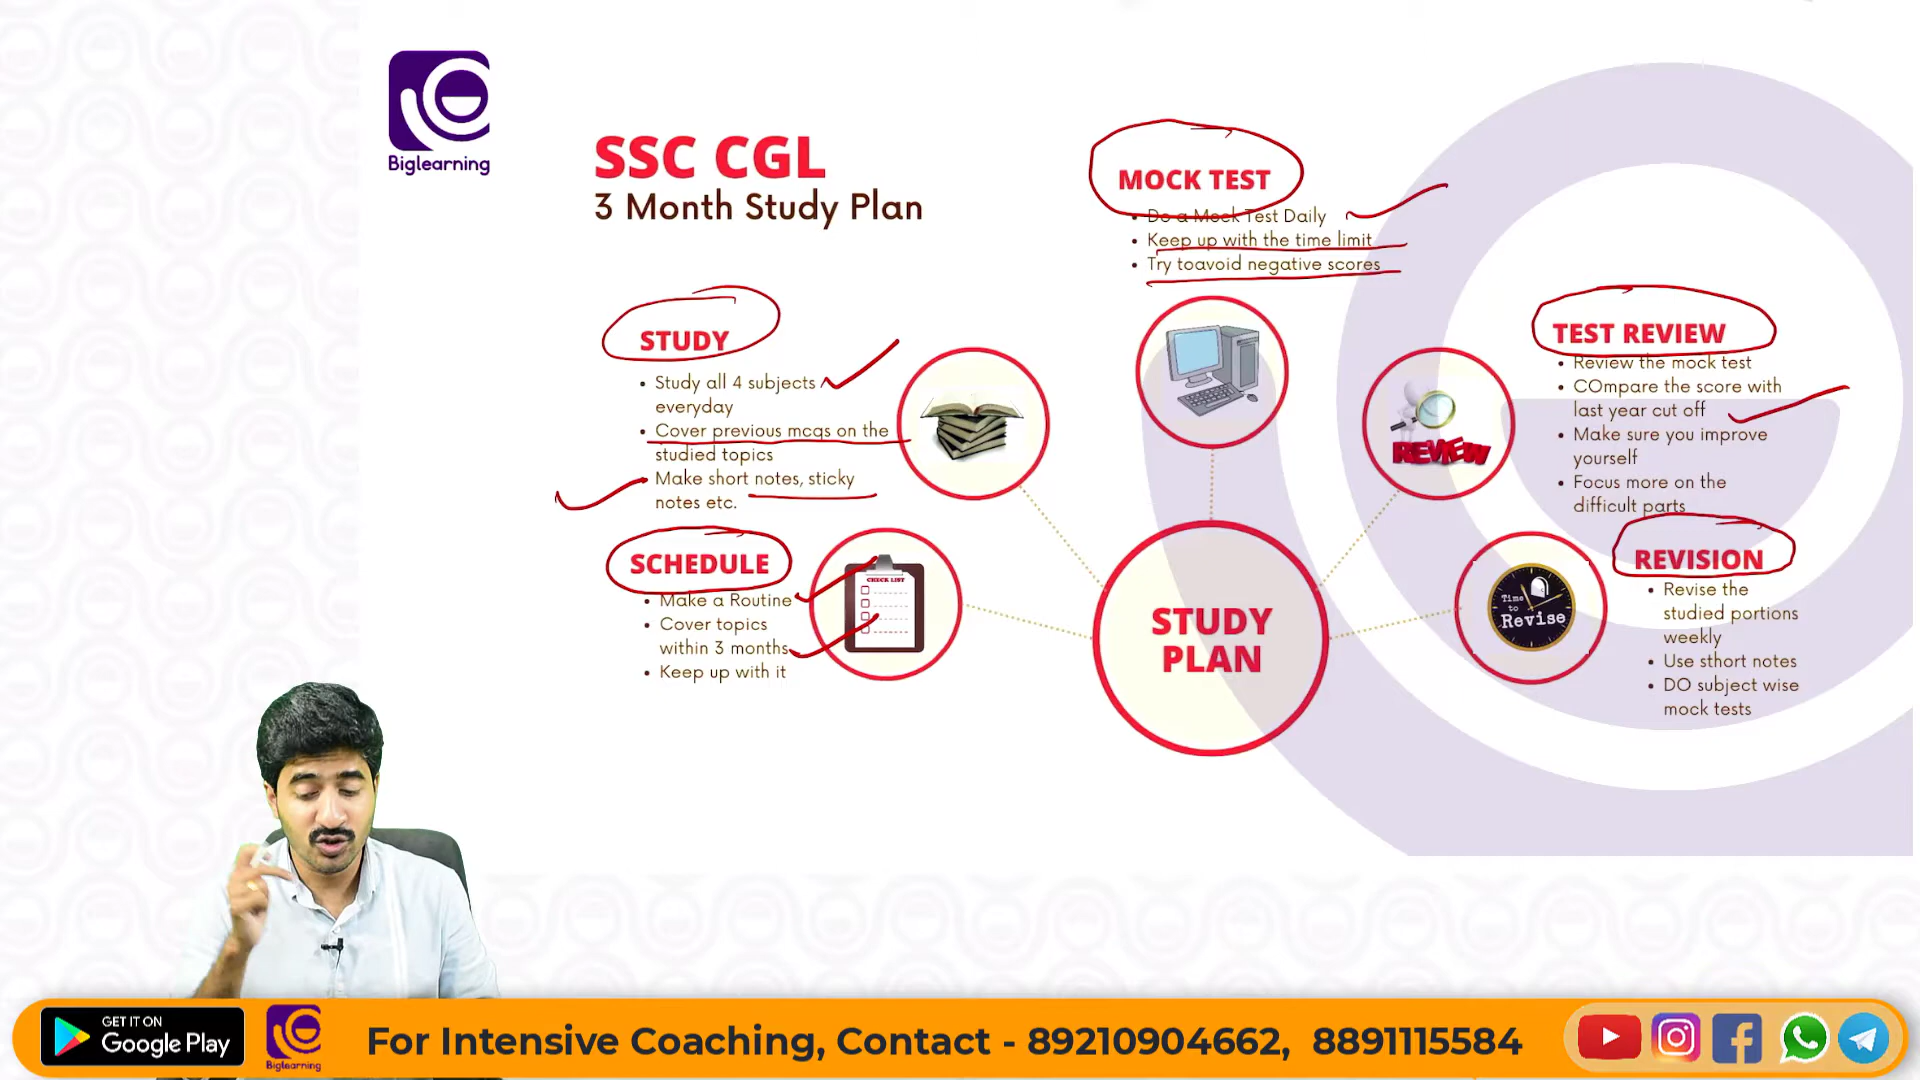 Biglearning
SSC CGL
3 Month Study Plan
MOCK TEST
Do a Mock Test Daily
Keep up with the time limit
Try toavoid negative scores
STUDY
Study all 4 subjects
everyday
Cover previous mcqs on the
studied topics
Make short notes, sticky
notes etc.
TEST REVIEW
Review the mock test
COmpare the score with
last year cut off
Make sure you improve
yourself
Focus more on the
difficult parts
REVIEW
SCHEDULE
Make a Routine
Cover topics
within 3 months
Keep up with it
CHECK LIST
STUDY
PLAN
Time
to
Revise
REVISION
Revise the
studied portions
weekly
Use sthort notes
DO subject wise
mock tests
GET IT ON
Google Play
Biglearning
For Intensive Coaching, Contact - 89210904662, 8891115584